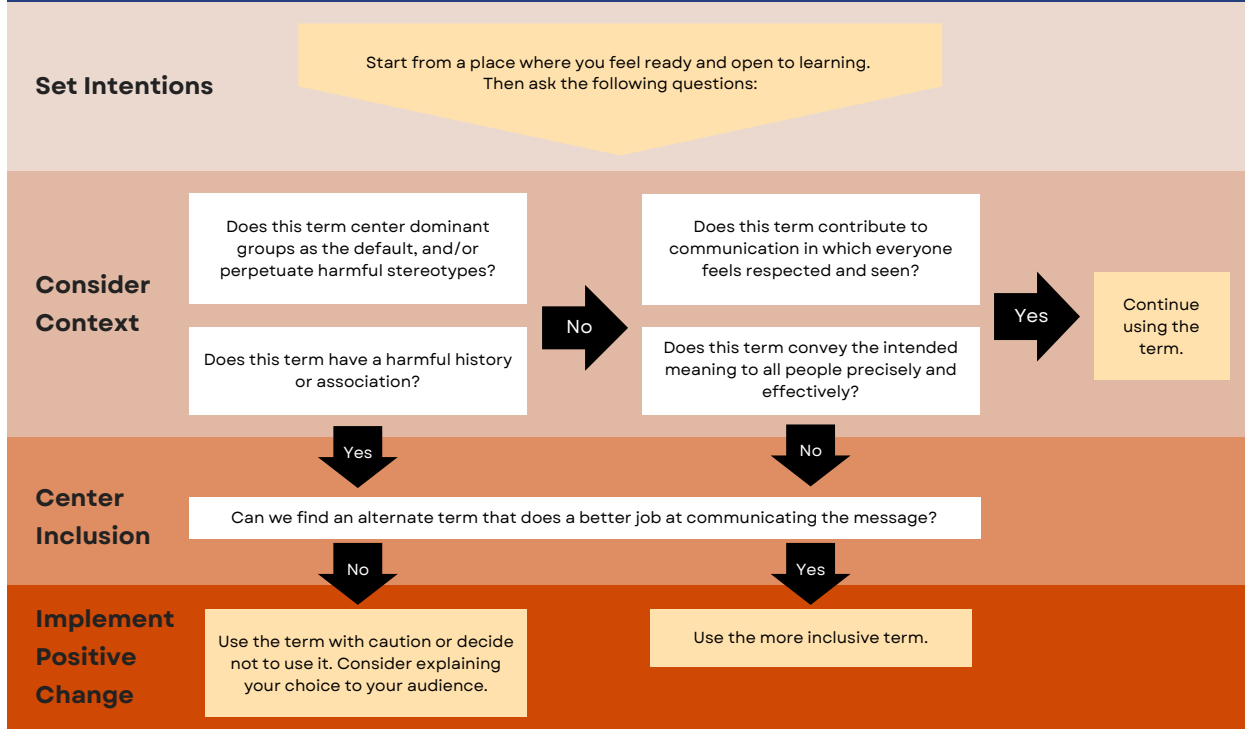 Set Intentions
Start from a place where you feel ready and open to learning.
Then ask the following questions:
Consider
Context
Does this term center dominant
groups as the default, and/or
perpetuate harmful stereotypes?
Does this term have a harmful history
or association?
No
Does this term contribute to
communication in which everyone
feels respected and seen?
Does this term convey the intended
meaning to all people precisely and
effectively?
Yes
Continue
using the
term.
Yes
No
Center
Inclusion
Can we find an alternate term that does a better job at communicating the message?
No
Yes
Implement
Positive
Change
Use the term with caution or decide
not to use it. Consider explaining
your choice to your audience.
Use the more inclusive term.